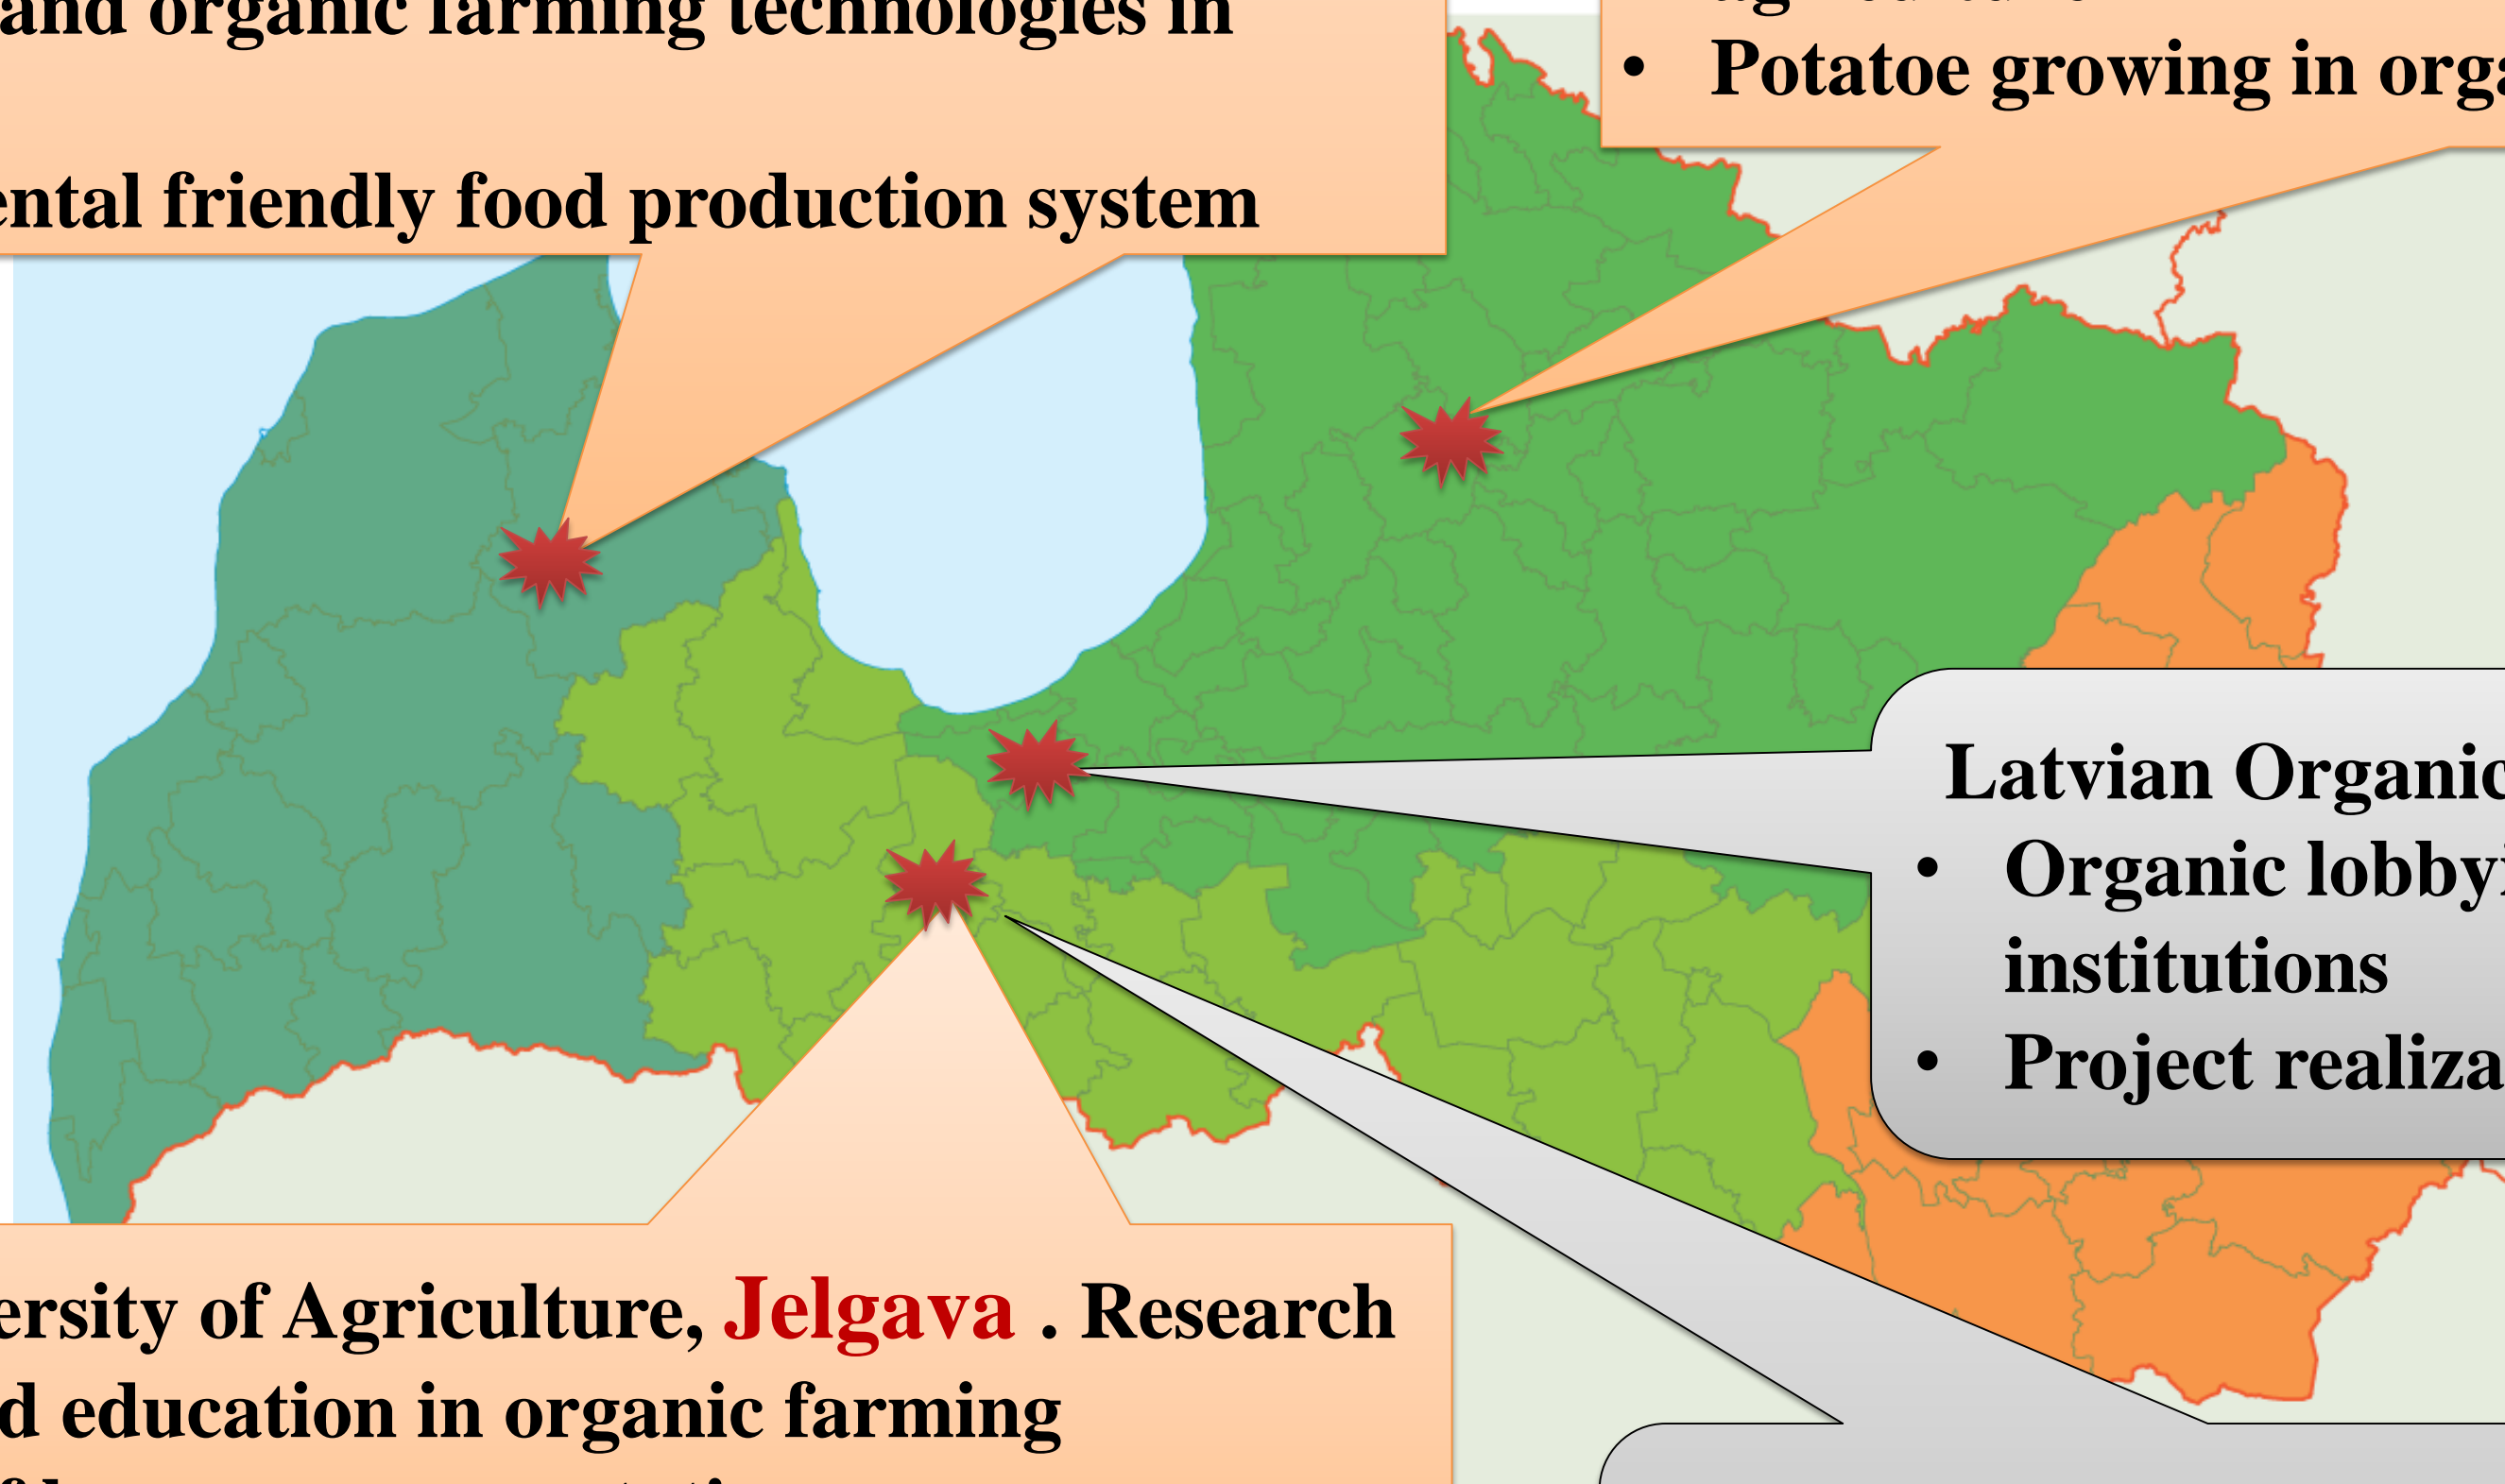 and organic farming technologies in
ental friendly food production system
• Potatoe growing in orga
Latvian Organic
• Organic lobbyi
institutions
• Project realiza
ersity of Agriculture, Jelgava . Research
d education in organic farming